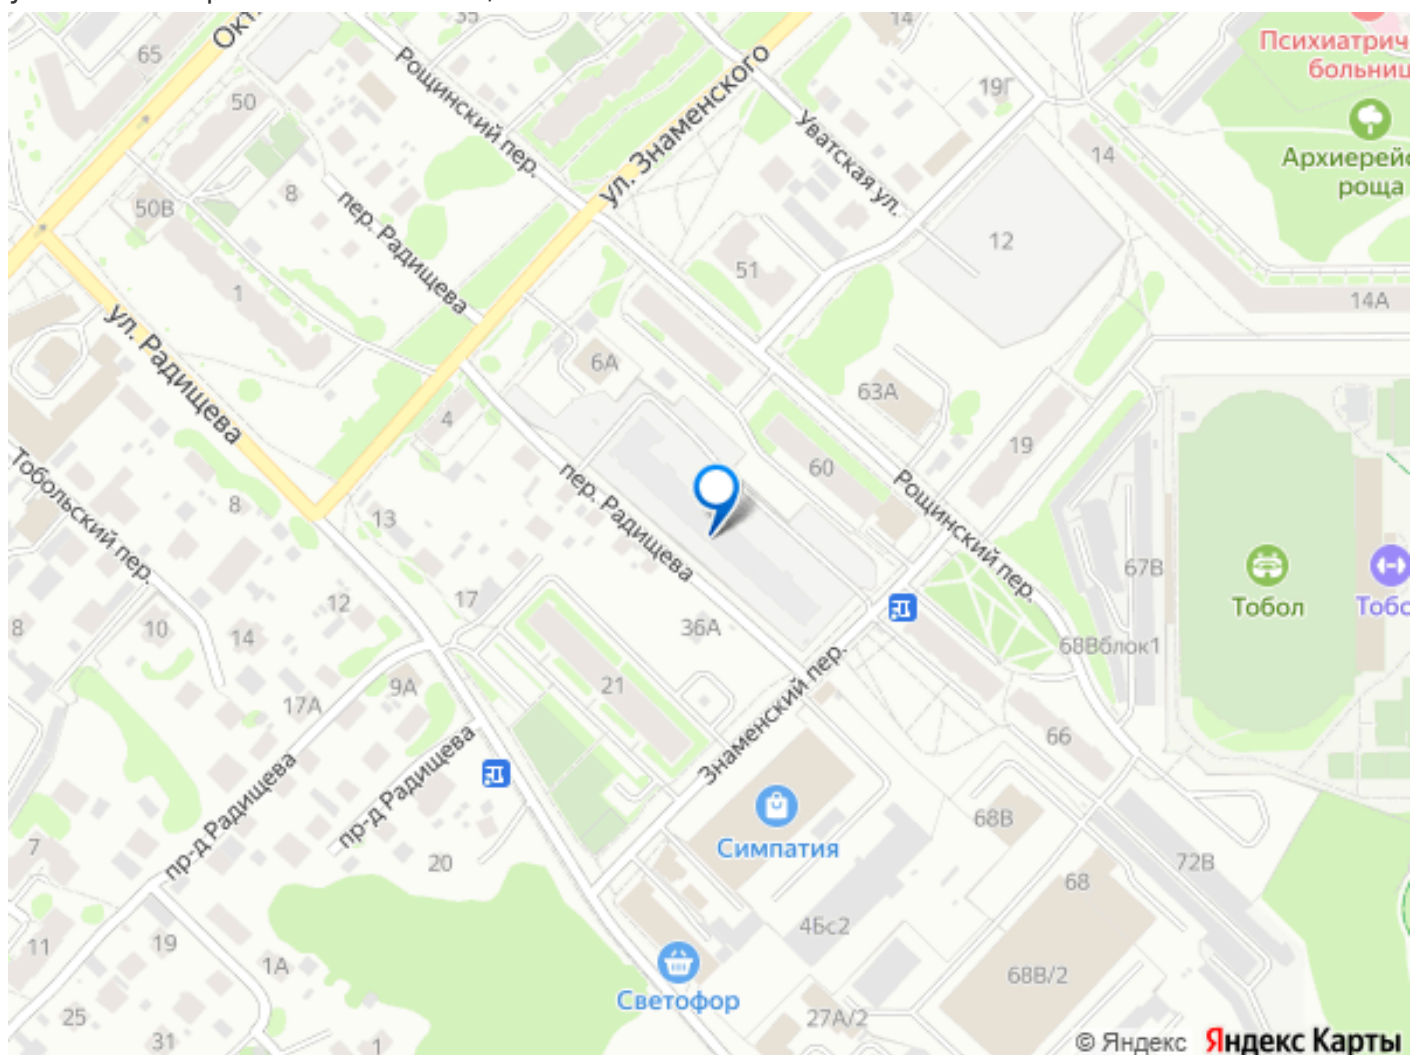 65
35
14
Психиатрич
больниц
Рощинский пер.
ул. Знаменского
19Г
50
Уватская ул.
14
Архиерейс
роща
50В
8
пер. Радищева
12
51
1
14А
ул. Радищева
6А
63А
4
19
60
Тобольский пер.
8
13
пер. Радищева
Рощинский пер.
67В
Тобол
Тобо
12
17
8
10
14
36А
68Вблок1
21
9А
17А
Знаменский пер.
66
пр-д Радищева
пр-д Радищева
Симпатия
68В
7
20
72В
68
4Бс2
11
19
1А
68В/2
Светофор
25
27А/2
31
1
© Яндекс Яндекс Карты